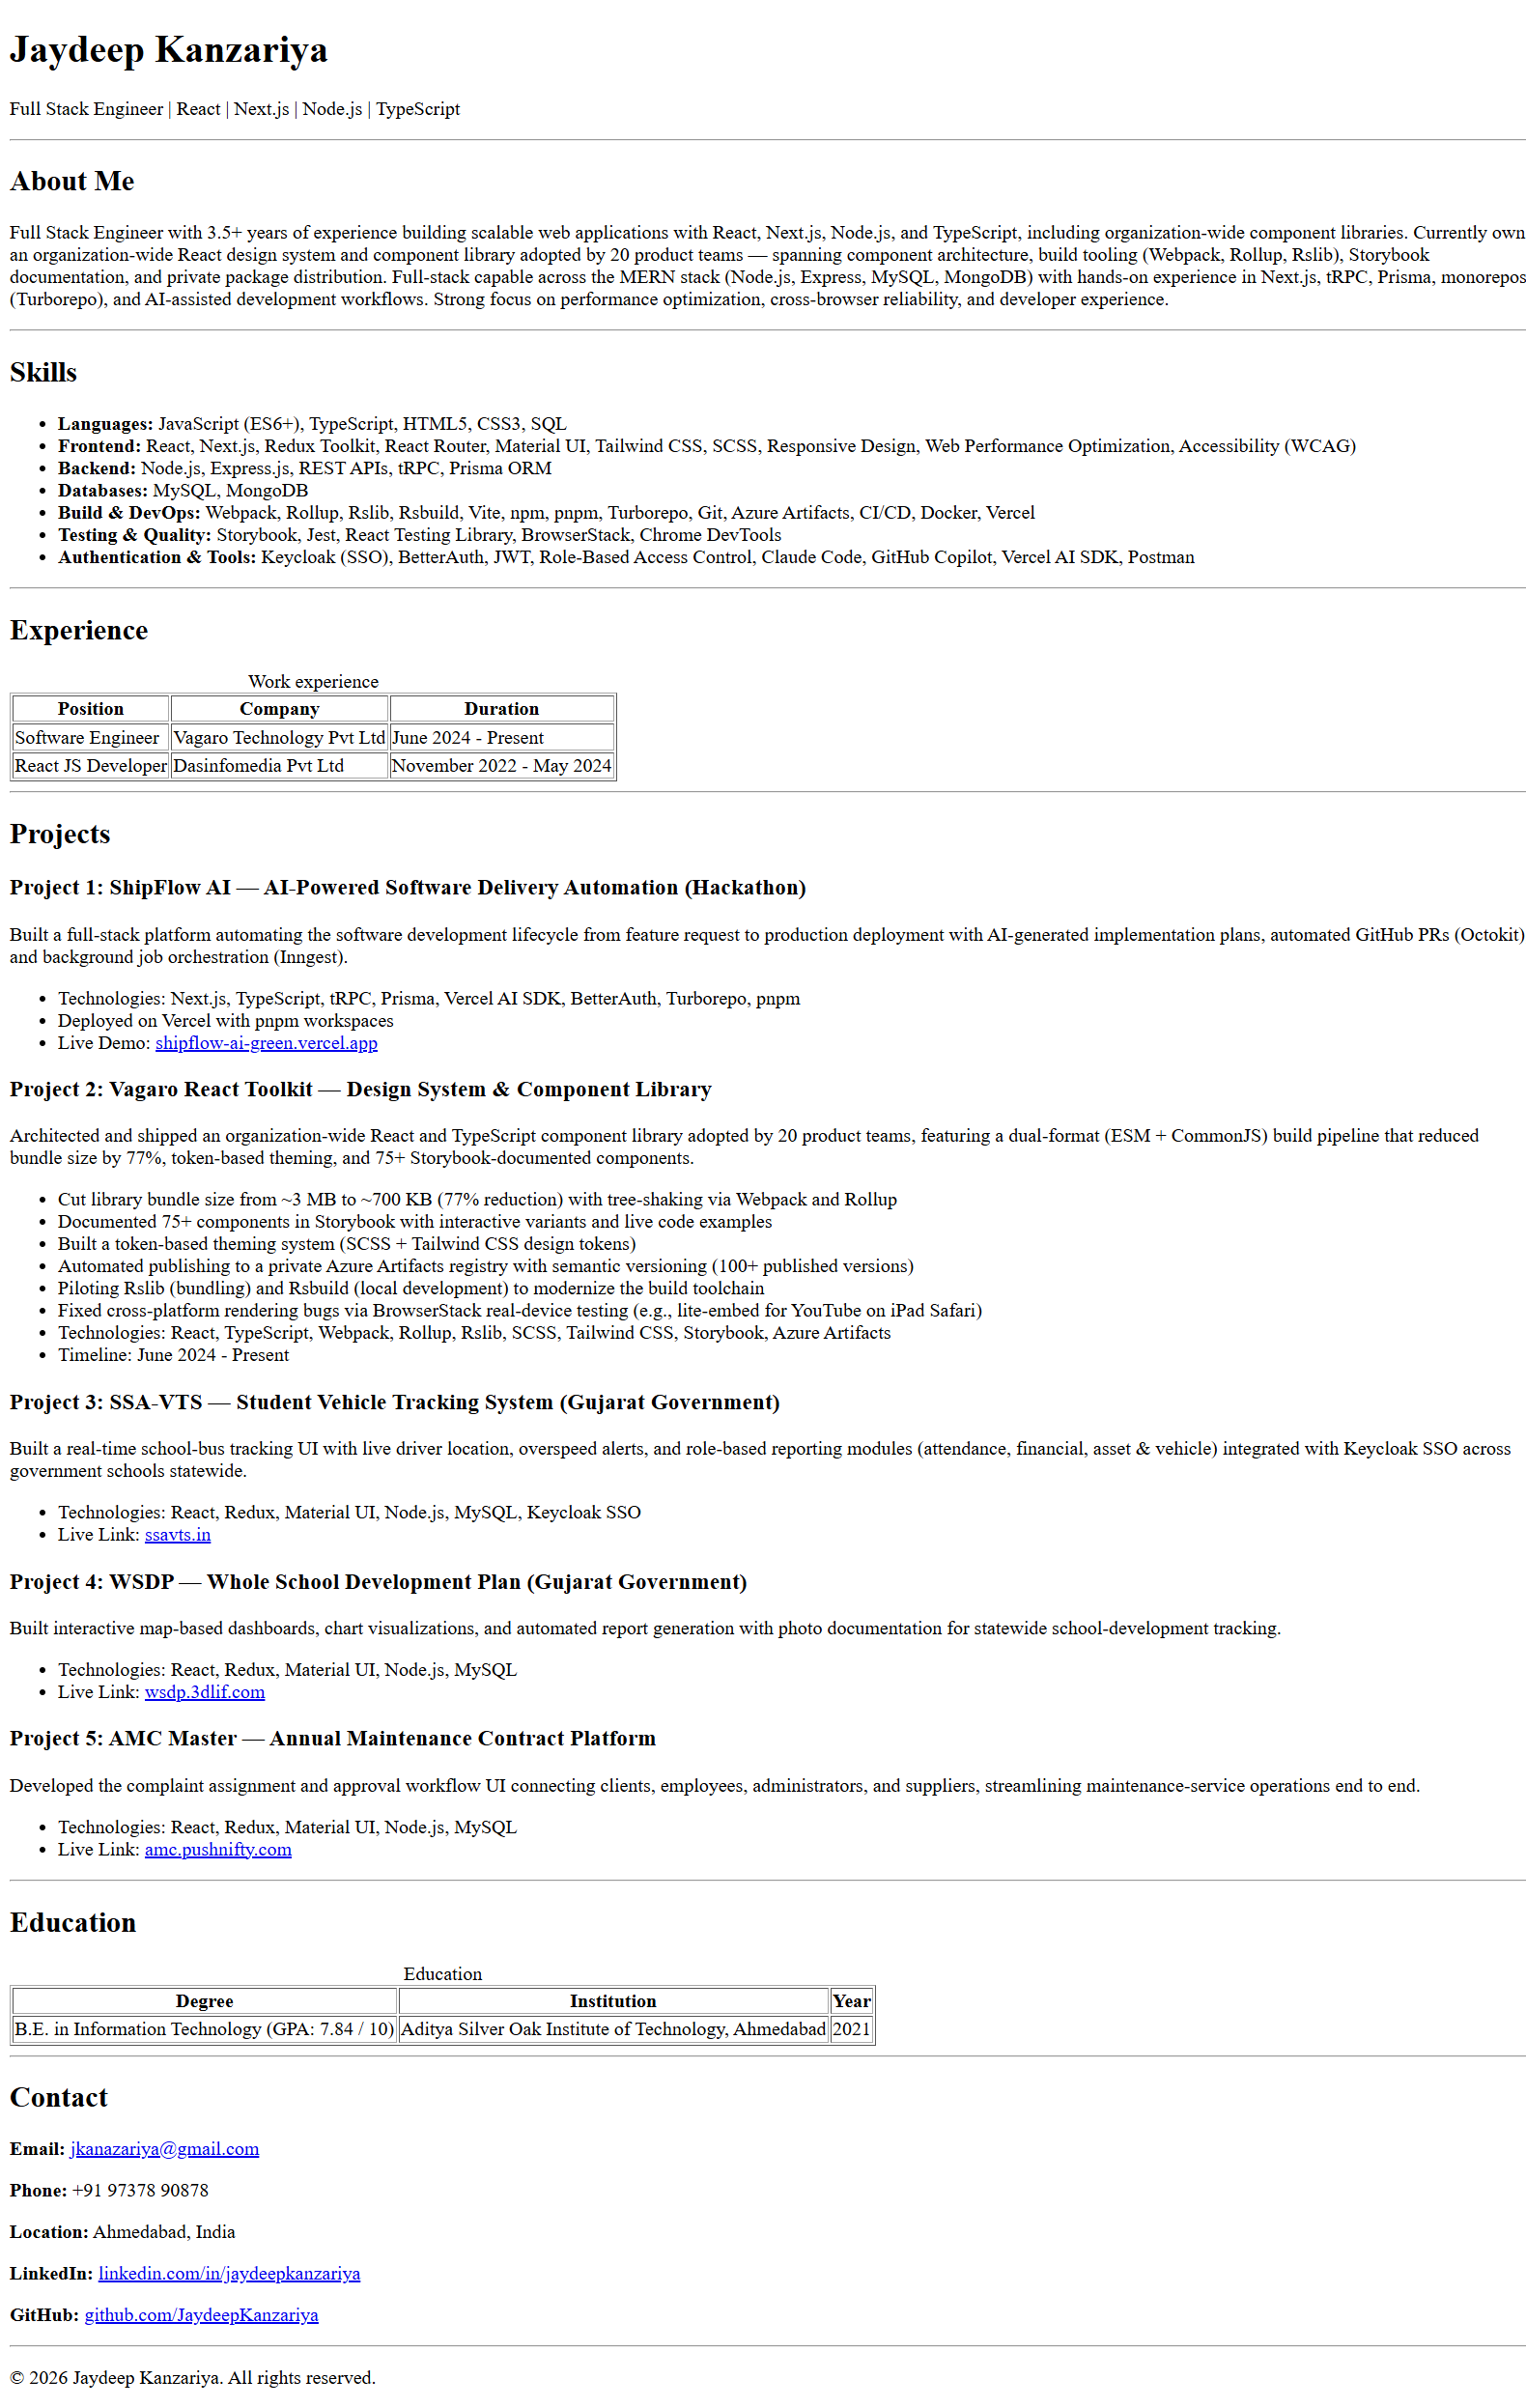 Jaydeep Kanzariya
Full Stack Engineer | React | Next.js | Node.js | TypeScript
About Me
Full Stack Engineer with 3.5+ years of experience building scalable web applications with React, Next.js, Node.js, and TypeScript, including organization-wide component libraries. Currently own
an organization-wide React design system and component library adopted by 20 product teams — spanning component architecture, build tooling (Webpack, Rollup, Rslib), Storybook
documentation, and private package distribution. Full-stack capable across the MERN stack (Node.js, Express, MySQL, MongoDB) with hands-on experience in Next.js, tRPC, Prisma, monorepos
(Turborepo), and AI-assisted development workflows. Strong focus on performance optimization, cross-browser reliability, and developer experience.
Skills
• Languages: JavaScript (ES6+), TypeScript, HTML5, CSS3, SQL
• Frontend: React, Next.js, Redux Toolkit, React Router, Material UI, Tailwind CSS, SCSS, Responsive Design, Web Performance Optimization, Accessibility (WCAG)
• Backend: Node.js, Express.js, REST APIs, tRPC, Prisma ORM
• Databases: MySQL, MongoDB
• Build & DevOps: Webpack, Rollup, Rslib, Rsbuild, Vite, npm, pnpm, Turborepo, Git, Azure Artifacts, CI/CD, Docker, Vercel
• Testing & Quality: Storybook, Jest, React Testing Library, BrowserStack, Chrome DevTools
• Authentication & Tools: Keycloak (SSO), BetterAuth, JWT, Role-Based Access Control, Claude Code, GitHub Copilot, Vercel AI SDK, Postman
Experience
Work experience
Position Company Duration
Software Engineer Vagaro Technology Pvt Ltd June 2024 - Present
React JS Developer Dasinfomedia Pvt Ltd November 2022 - May 2024
Projects
Project 1: ShipFlow AI — AI-Powered Software Delivery Automation (Hackathon)
Built a full-stack platform automating the software development lifecycle from feature request to production deployment with AI-generated implementation plans, automated GitHub PRs (Octokit)
and background job orchestration (Inngest).
• Technologies: Next.js, TypeScript, tRPC, Prisma, Vercel AI SDK, BetterAuth, Turborepo, pnpm
• Deployed on Vercel with pnpm workspaces
• Live Demo: shipflow-ai-green.vercel.app
Project 2: Vagaro React Toolkit — Design System & Component Library
Architected and shipped an organization-wide React and TypeScript component library adopted by 20 product teams, featuring a dual-format (ESM + CommonJS) build pipeline that reduced
bundle size by 77%, token-based theming, and 75+ Storybook-documented components.
• Cut library bundle size from ~3 MB to ~700 KB (77% reduction) with tree-shaking via Webpack and Rollup
• Documented 75+ components in Storybook with interactive variants and live code examples
• Built a token-based theming system (SCSS + Tailwind CSS design tokens)
• Automated publishing to a private Azure Artifacts registry with semantic versioning (100+ published versions)
• Piloting Rslib (bundling) and Rsbuild (local development) to modernize the build toolchain
• Fixed cross-platform rendering bugs via BrowserStack real-device testing (e.g., lite-embed for YouTube on iPad Safari)
• Technologies: React, TypeScript, Webpack, Rollup, Rslib, SCSS, Tailwind CSS, Storybook, Azure Artifacts
• Timeline: June 2024 - Present
Project 3: SSA-VTS — Student Vehicle Tracking System (Gujarat Government)
Built a real-time school-bus tracking UI with live driver location, overspeed alerts, and role-based reporting modules (attendance, financial, asset & vehicle) integrated with Keycloak SSO across
government schools statewide.
• Technologies: React, Redux, Material UI, Node.js, MySQL, Keycloak SSO
• Live Link: ssavts.in
Project 4: WSDP — Whole School Development Plan (Gujarat Government)
Built interactive map-based dashboards, chart visualizations, and automated report generation with photo documentation for statewide school-development tracking.
• Technologies: React, Redux, Material UI, Node.js, MySQL
• Live Link: wsdp.3dlif.com
Project 5: AMC Master — Annual Maintenance Contract Platform
Developed the complaint assignment and approval workflow UI connecting clients, employees, administrators, and suppliers, streamlining maintenance-service operations end to end.
• Technologies: React, Redux, Material UI, Node.js, MySQL
• Live Link: amc.pushnifty.com
Education
Education
Degree Institution Year
B.E. in Information Technology (GPA: 7.84 / 10) Aditya Silver Oak Institute of Technology, Ahmedabad 2021
Contact
Email: jkanazariya@gmail.com
Phone: +91 97378 90878
Location: Ahmedabad, India
LinkedIn: linkedin.com/in/jaydeepkanzariya
GitHub: github.com/JaydeepKanzariya
© 2026 Jaydeep Kanzariya. All rights reserved.